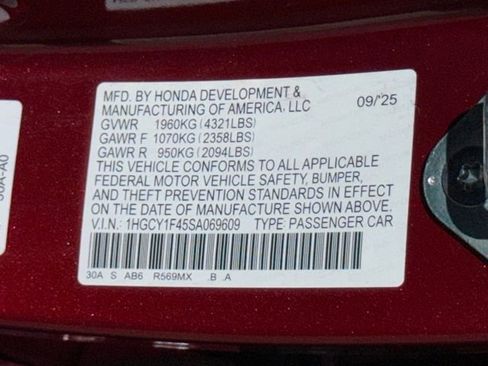 MFD. BY HONDA DEVELOPMENT &
MANUFACTURING OF AMERICA, LLC
09/'25
GVWR 1960KG (4321LBS)
GAWR F 1070KG (2358LBS)
GAWR R 950KG (2094LBS)
THIS VEHICLE CONFORMS TO ALL APPLICABLE
FEDERAL MOTOR VEHICLE SAFETY, BUMPER,
AND THEFT PREVENTION STANDARDS IN EFFECT
ON THE DATE OF MANUFACTURE SHOWN ABOVE.
V.I.N.: 1HGCY1F45SA069609 TYPE: PASSENGER CAR
30A S AB6 R569MX .B .A